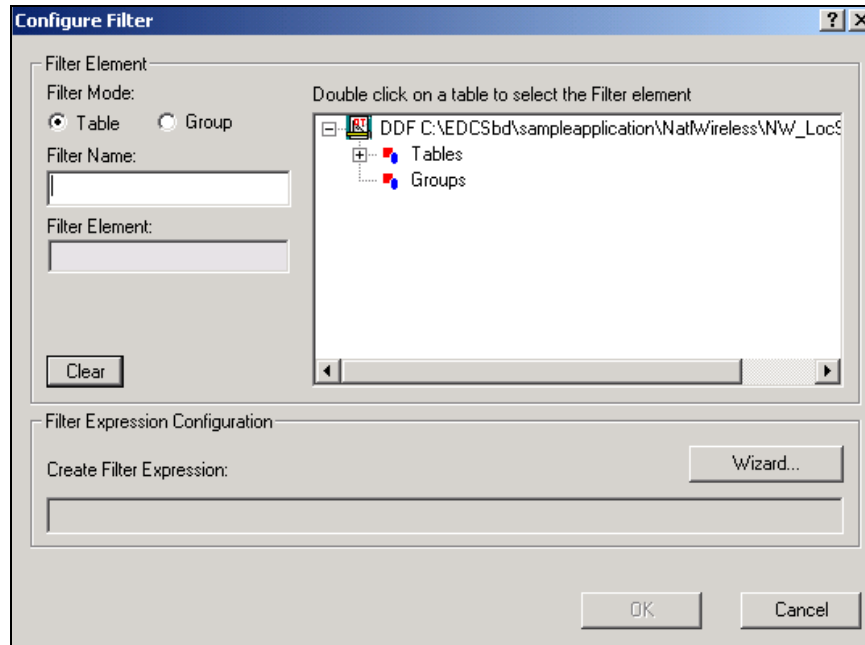 Configure Filter
Filter Element
Filter Mode:
Table
Group
Filter Name:
Filter Element:
Clear
Double click on a table to select the Filter element
DDF C:\EDCSbd\sampleapplication\NatlWireless\NW_LocS
Tables
Groups
Filter Expression Configuration
Create Filter Expression:
Wizard...
OK
Cancel